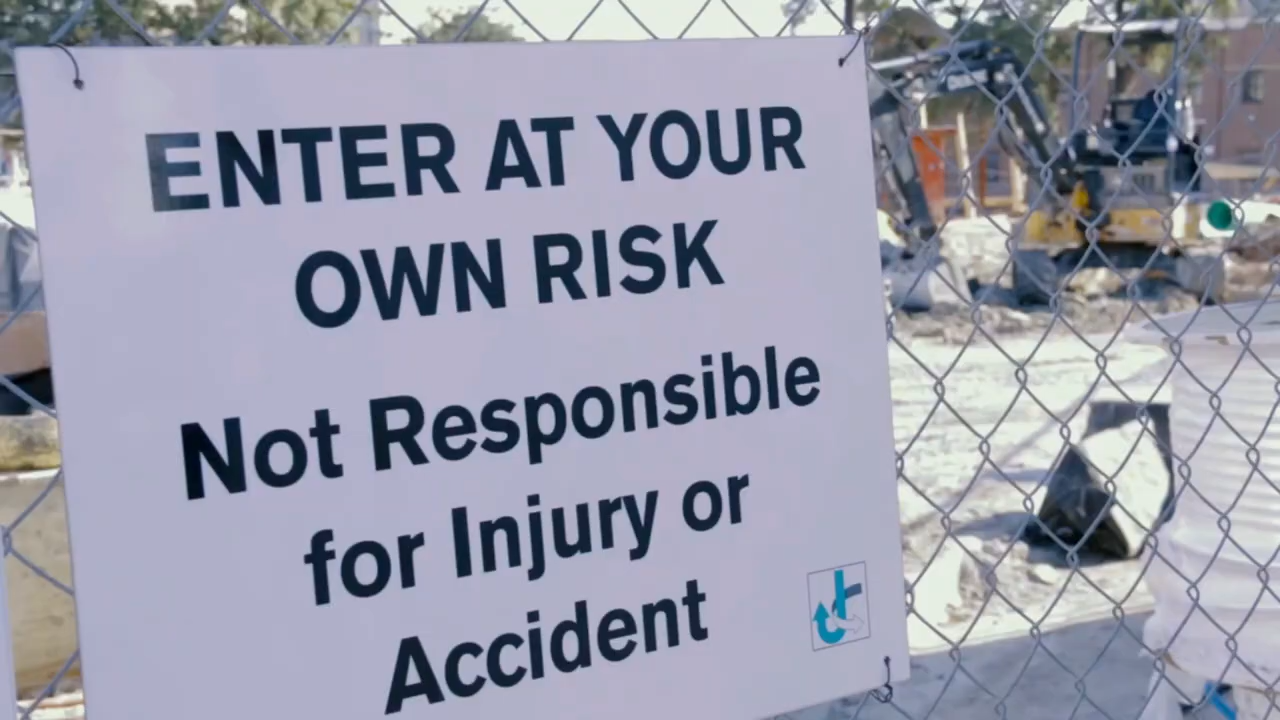 ENTER AT YOUR
OWN RISK
Not Responsible
for Injury or
Accident